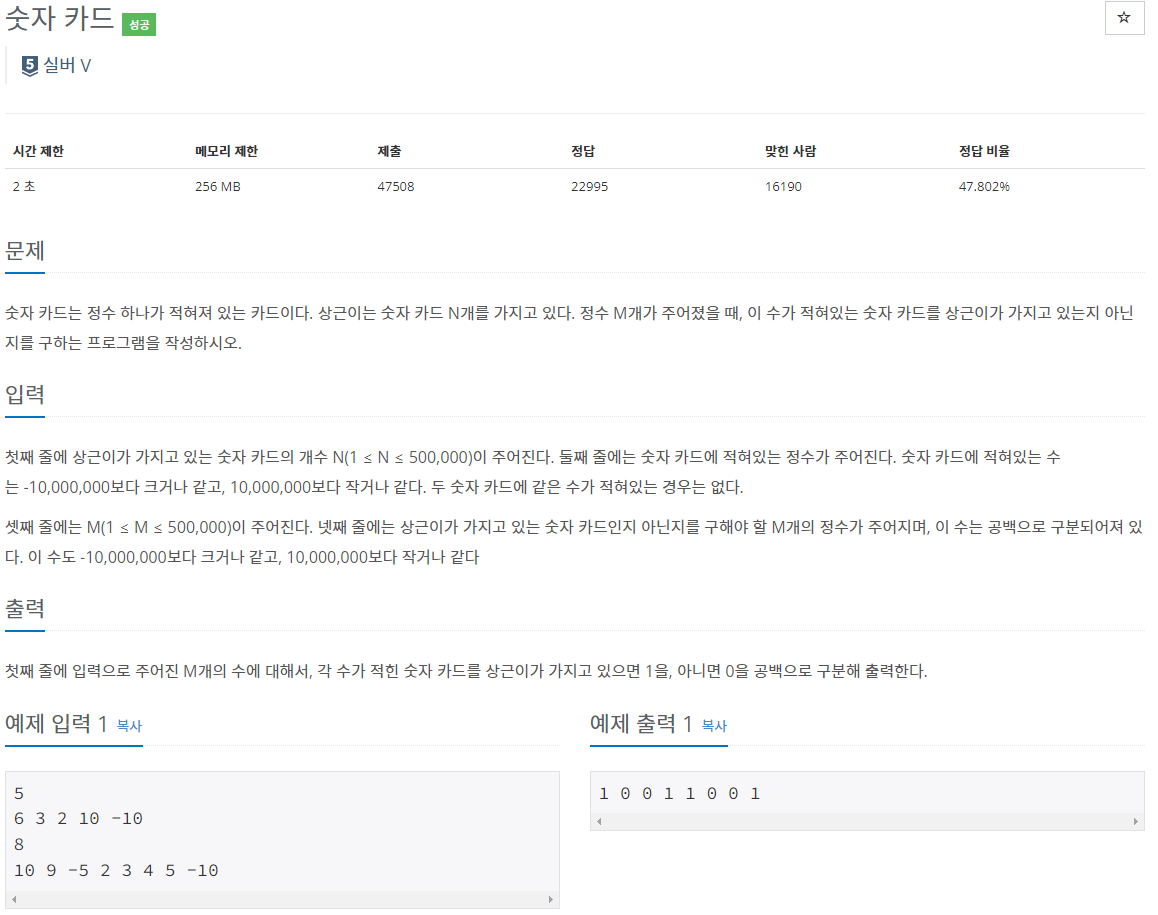 숫자 카드 성공
☆
5 실버 V
시간 제한 메모리 제한 제출 정답 맞힌 사람 정답 비율
2 초 256 MB 47508 22995 16190 47.802%
문제
숫자 카드는 정수 하나가 적혀져 있는 카드이다. 상근이는 숫자 카드 N개를 가지고 있다. 정수 M개가 주어졌을 때, 이 수가 적혀있는 숫자 카드를 상근이가 가지고 있는지 아닌
지를 구하는 프로그램을 작성하시오.
입력
첫째 줄에 상근이가 가지고 있는 숫자 카드의 개수 N(1 ≤ N ≤ 500,000)이 주어진다. 둘째 줄에는 숫자 카드에 적혀있는 정수가 주어진다. 숫자 카드에 적혀있는 수
는 -10,000,000보다 크거나 같고, 10,000,000보다 작거나 같다. 두 숫자 카드에 같은 수가 적혀있는 경우는 없다.
셋째 줄에는 M(1 ≤ M ≤ 500,000)이 주어진다. 넷째 줄에는 상근이가 가지고 있는 숫자 카드인지 아닌지를 구해야 할 M개의 정수가 주어지며, 이 수는 공백으로 구분되어져 있
다. 이 수도 -10,000,000보다 크거나 같고, 10,000,000보다 작거나 같다
출력
첫째 줄에 입력으로 주어진 M개의 수에 대해서, 각 수가 적힌 숫자 카드를 상근이가 가지고 있으면 1을, 아니면 0을 공백으로 구분해 출력한다.
예제 입력 1 복사
5
6 3 2 10 -10
8
10 9 -5 2 3 4 5 -10
예제 출력 1 복사
1 0 0 1 1 0 0 1